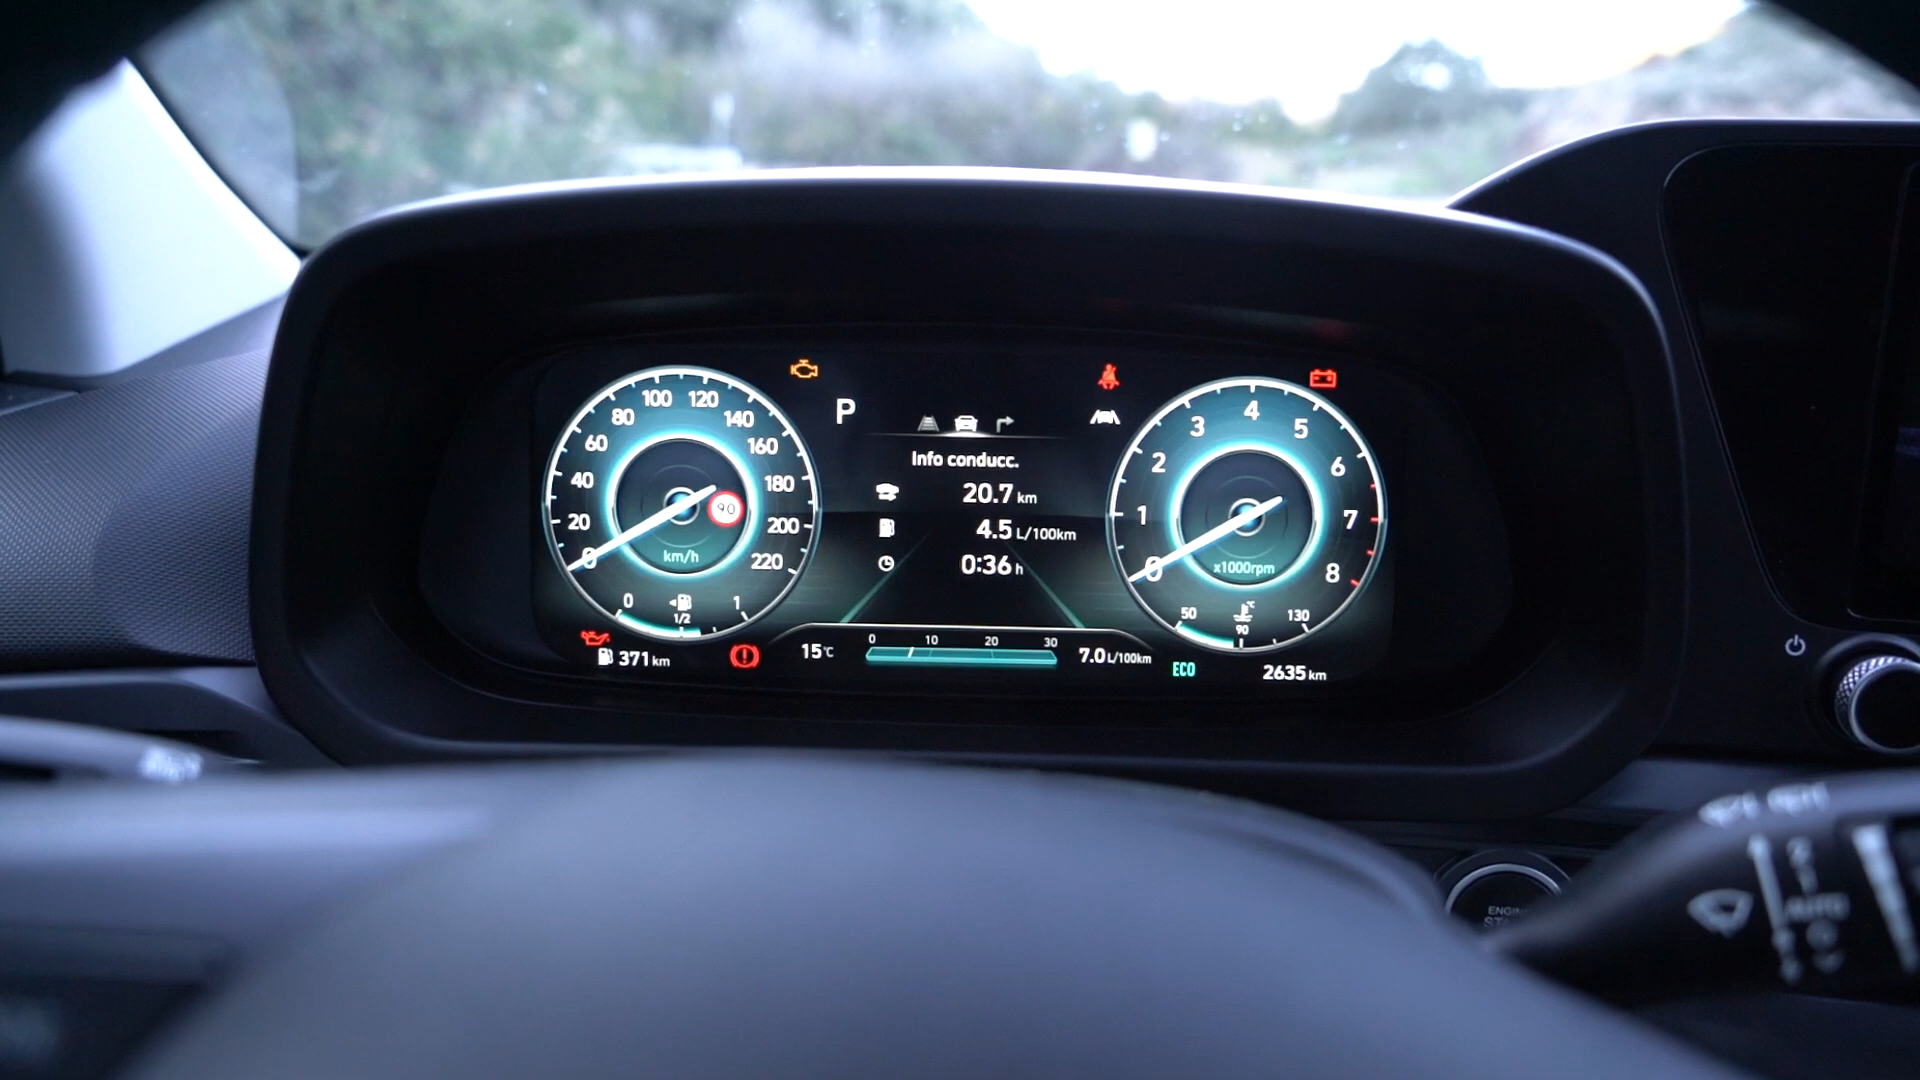 100 120
80 140
60 160
40 180
20 200
0 220
90
km/h
0 1/2 1
371 km
P
Info conducc.
20.7 km
4.5 L/100km
0:36 h
15°C
0 10 20 30
7.0 L/100km
4
3 5
2 6
1 7
0 8
x1000rpm
50 90 130
°C
ECO
2635 km
ENGINE
AUTO